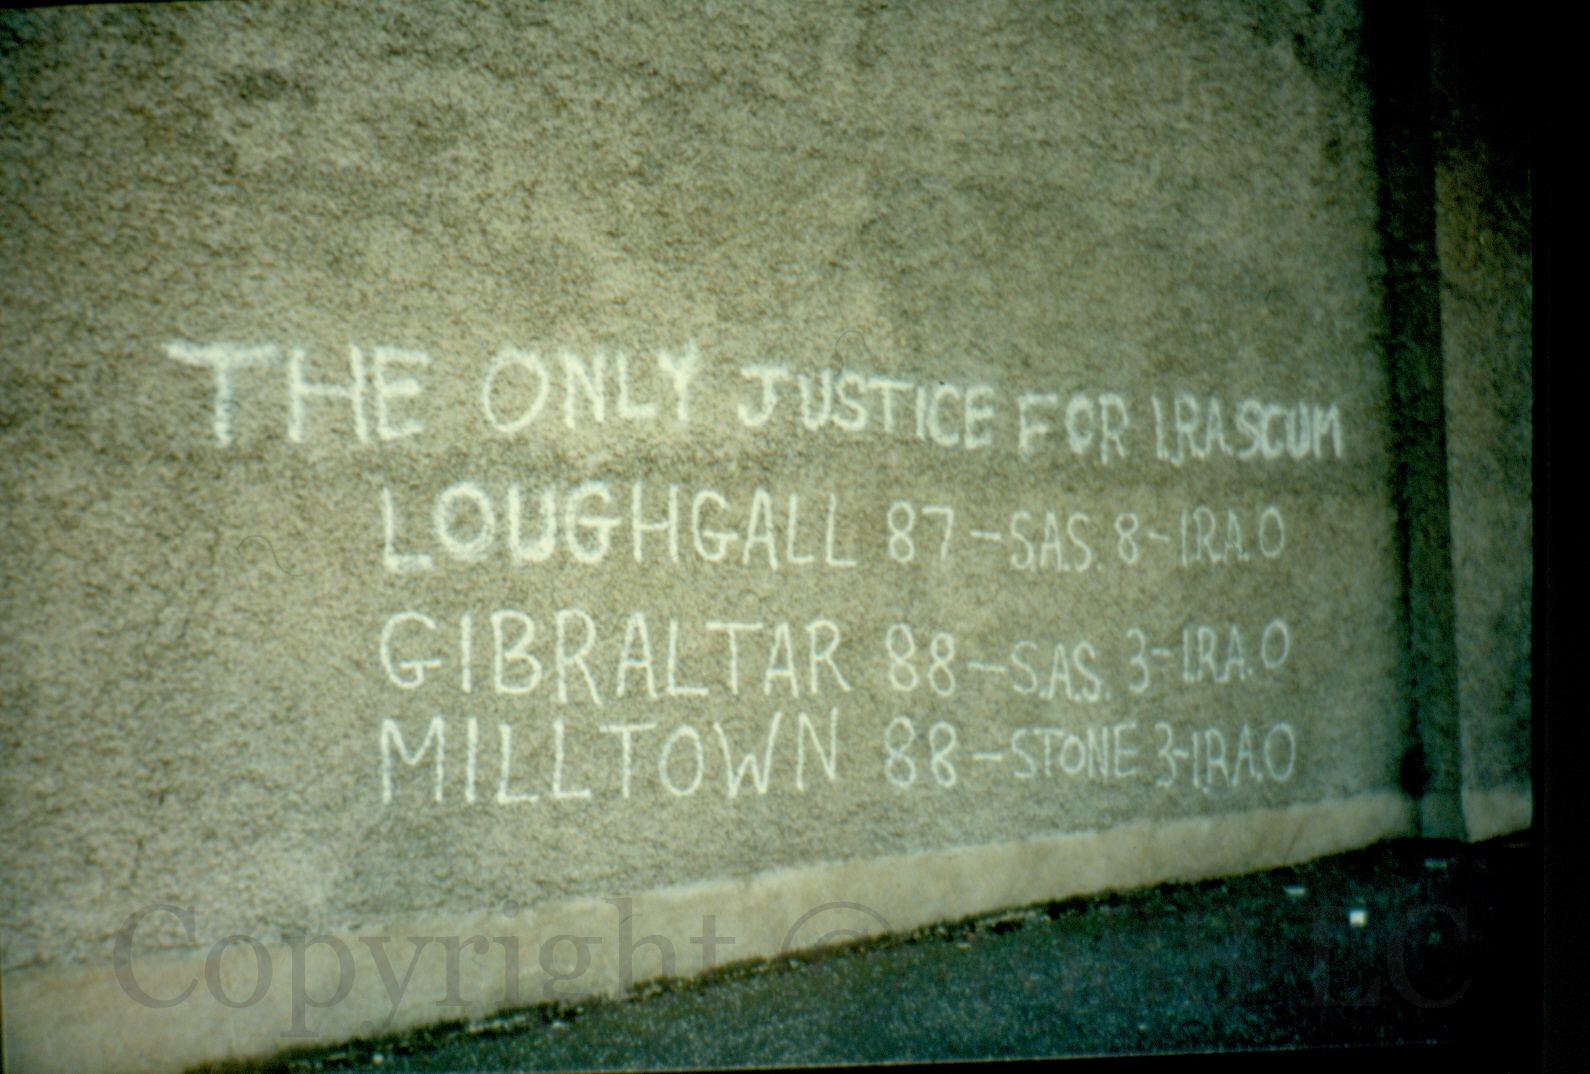 THE ONLY JUSTICE FOR I.R.A SCUM
LOUGHGALL 87 - S.A.S. 8 - I.R.A. 0
GIBRALTAR 88 - S.A.S. 3 - I.R.A. 0
MILLTOWN 88 - STONE 3 - I.R.A. 0
Copyright ©